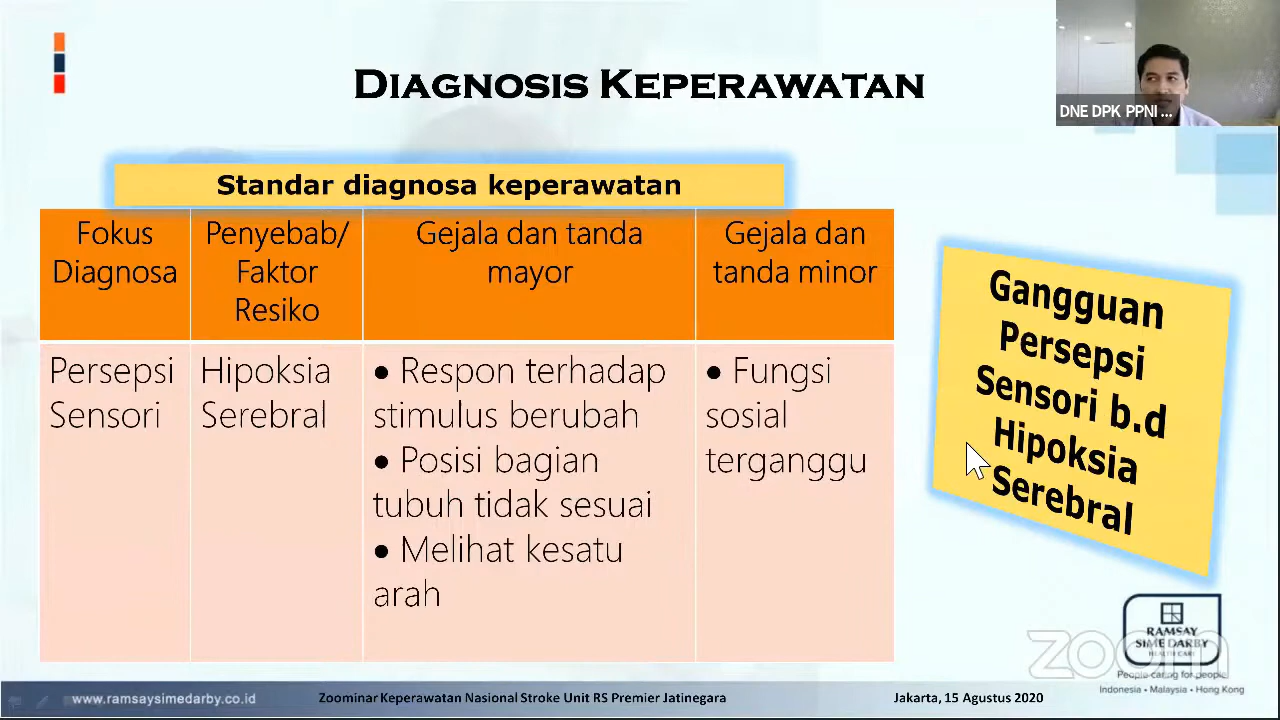 DIAGNOSIS KEPERAWATAN
DNE DPK PPNI ...
Standar diagnosa keperawatan
Fokus
Diagnosa
Penyebab/
Faktor
Resiko
Gejala dan tanda
mayor
Gejala dan
tanda minor
Persepsi
Sensori
Hipoksia
Serebral
• Respon terhadap
stimulus berubah
• Posisi bagian
tubuh tidak sesuai
• Melihat kesatu
arah
• Fungsi
sosial
terganggu
Gangguan
Persepsi
Sensori b.d
Hipoksia
Serebral
RAMSAY
SIME DARBY
HEALTH CARE
zoom
People caring for people
Indonesia • Malaysia • Hong Kong
www.ramsaysimedarby.co.id
Zoominar Keperawatan Nasional Stroke Unit RS Premier Jatinegara
Jakarta, 15 Agustus 2020